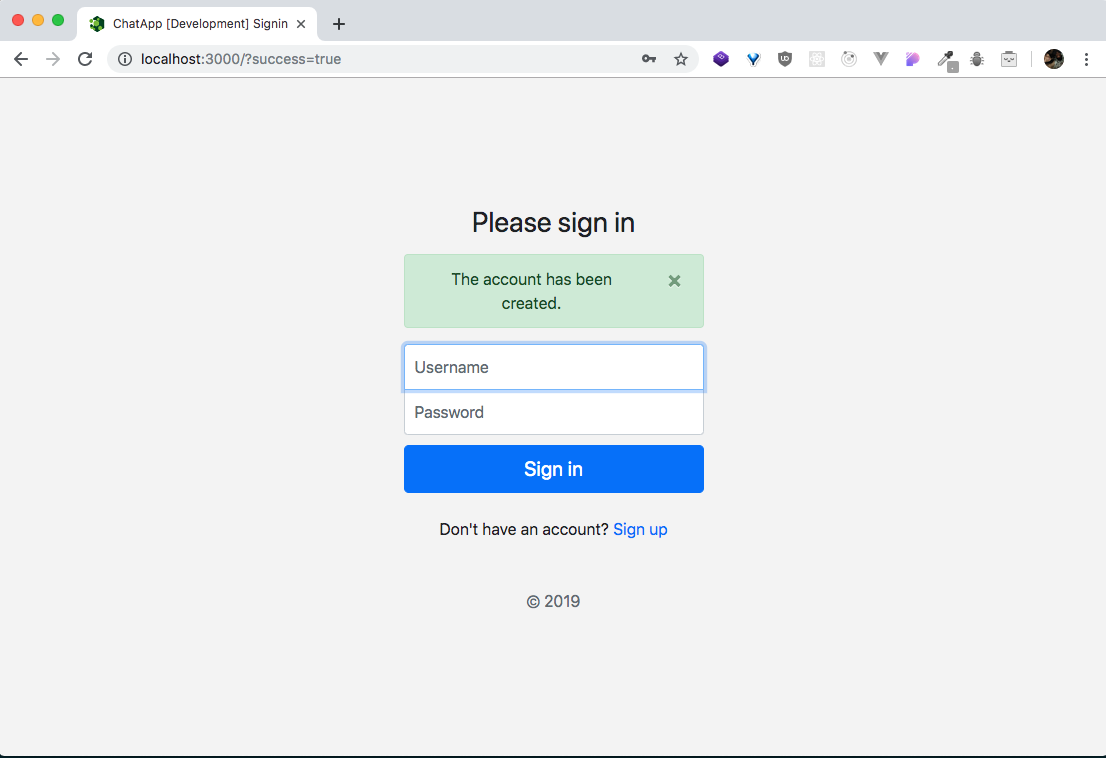 ChatApp [Development] Signin
localhost:3000/?success=true
Please sign in
The account has been
created.
Username
Password
Sign in
Don't have an account? Sign up
© 2019